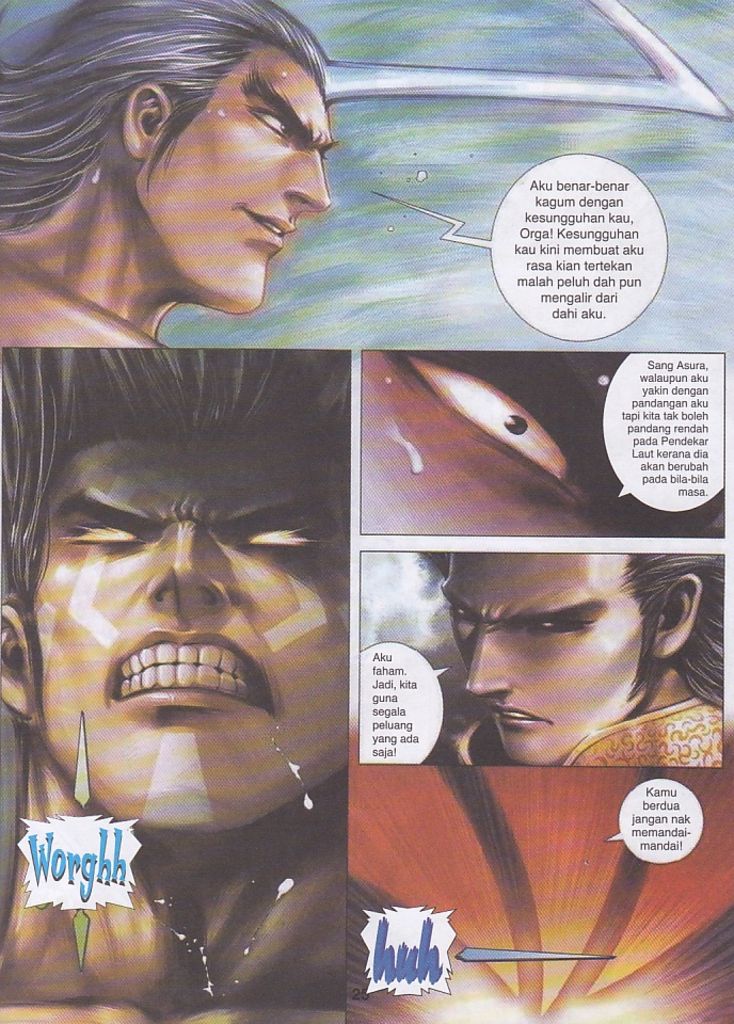 Aku benar-benar
kagum dengan
kesungguhan kau,
Orga! Kesungguhan
kau kini membuat aku
rasa kian tertekan
malah peluh dah pun
mengalir dari
dahi aku.
Sang Asura,
walaupun aku
yakin dengan
pandangan aku
tapi kita tak boleh
pandang rendah
pada Pendekar
Laut kerana dia
akan berubah
pada bila-bila
masa.
Aku
faham.
Jadi, kita
guna
segala
peluang
yang ada
saja!
Worghh
Kamu
berdua
jangan nak
memandai-
mandai!
huh